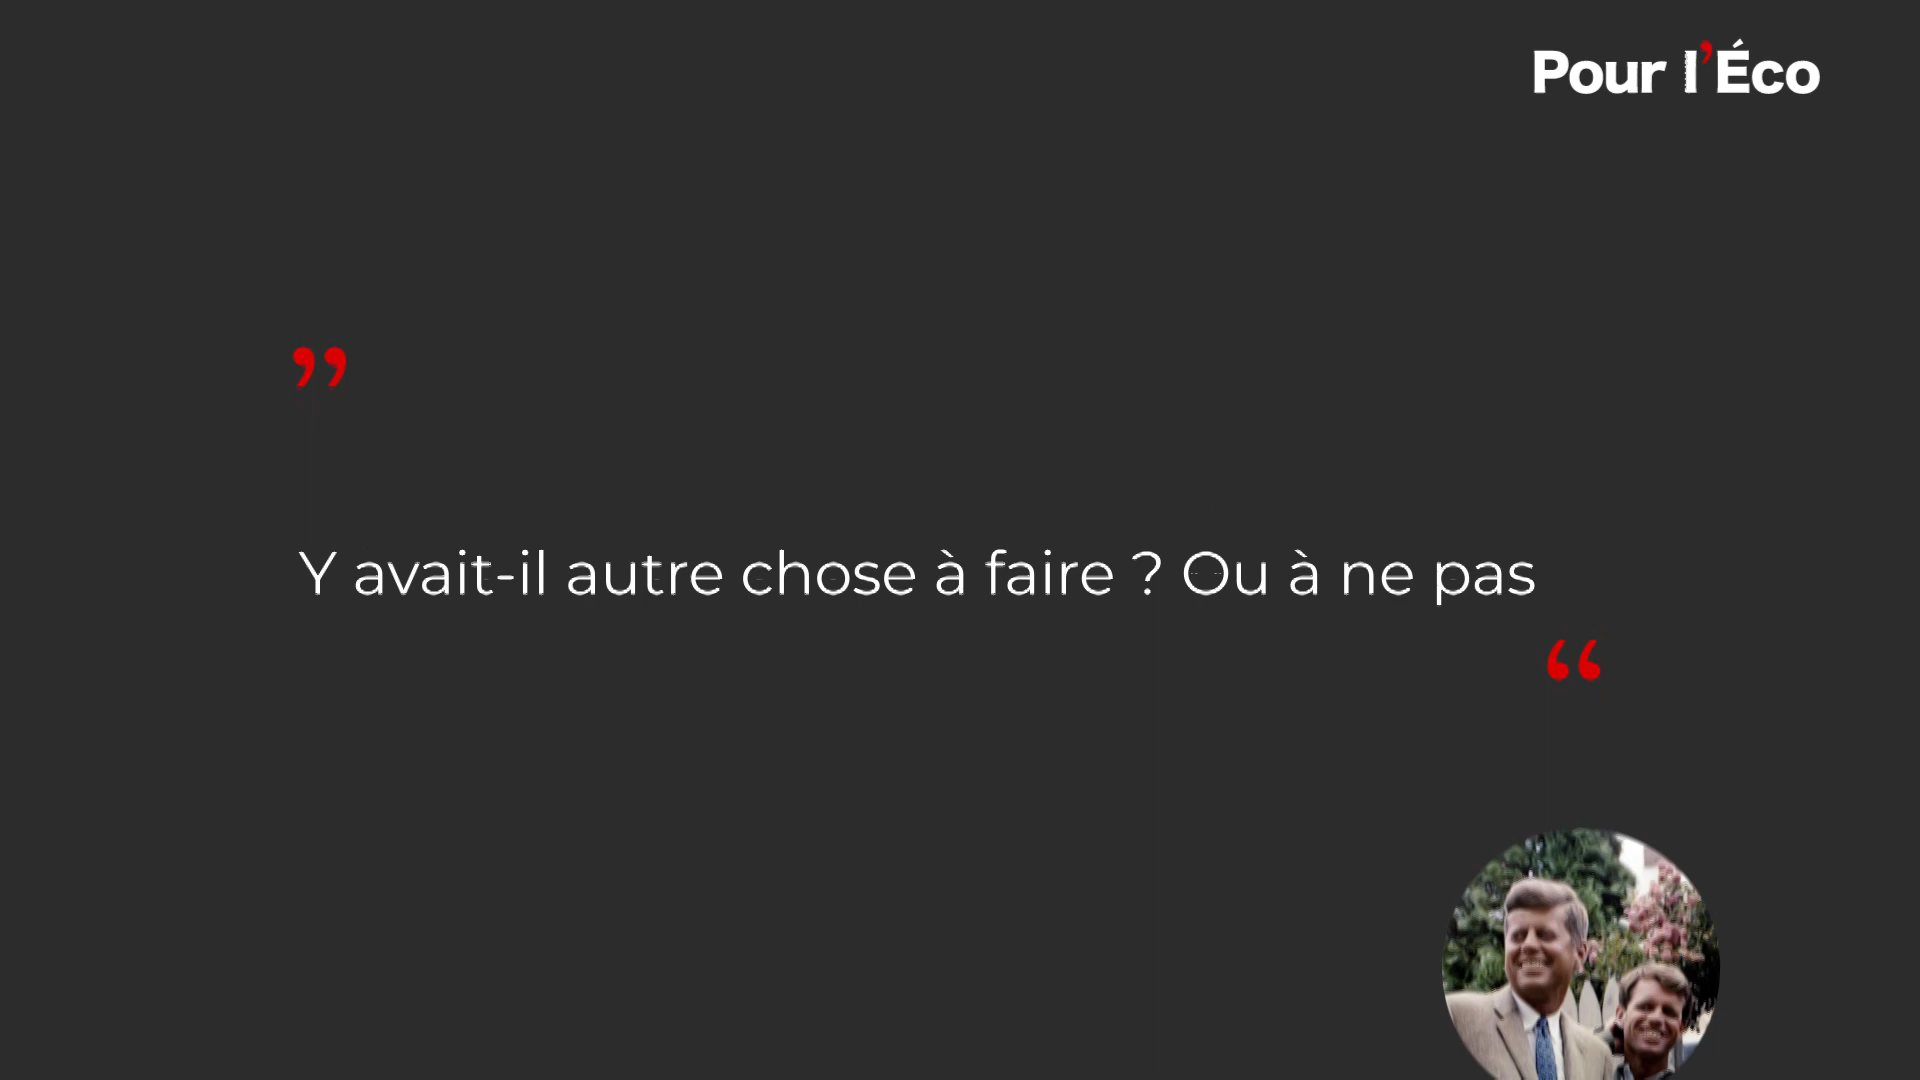 Pour l’Éco
”
Y avait-il autre chose à faire ? Ou à ne pas
“